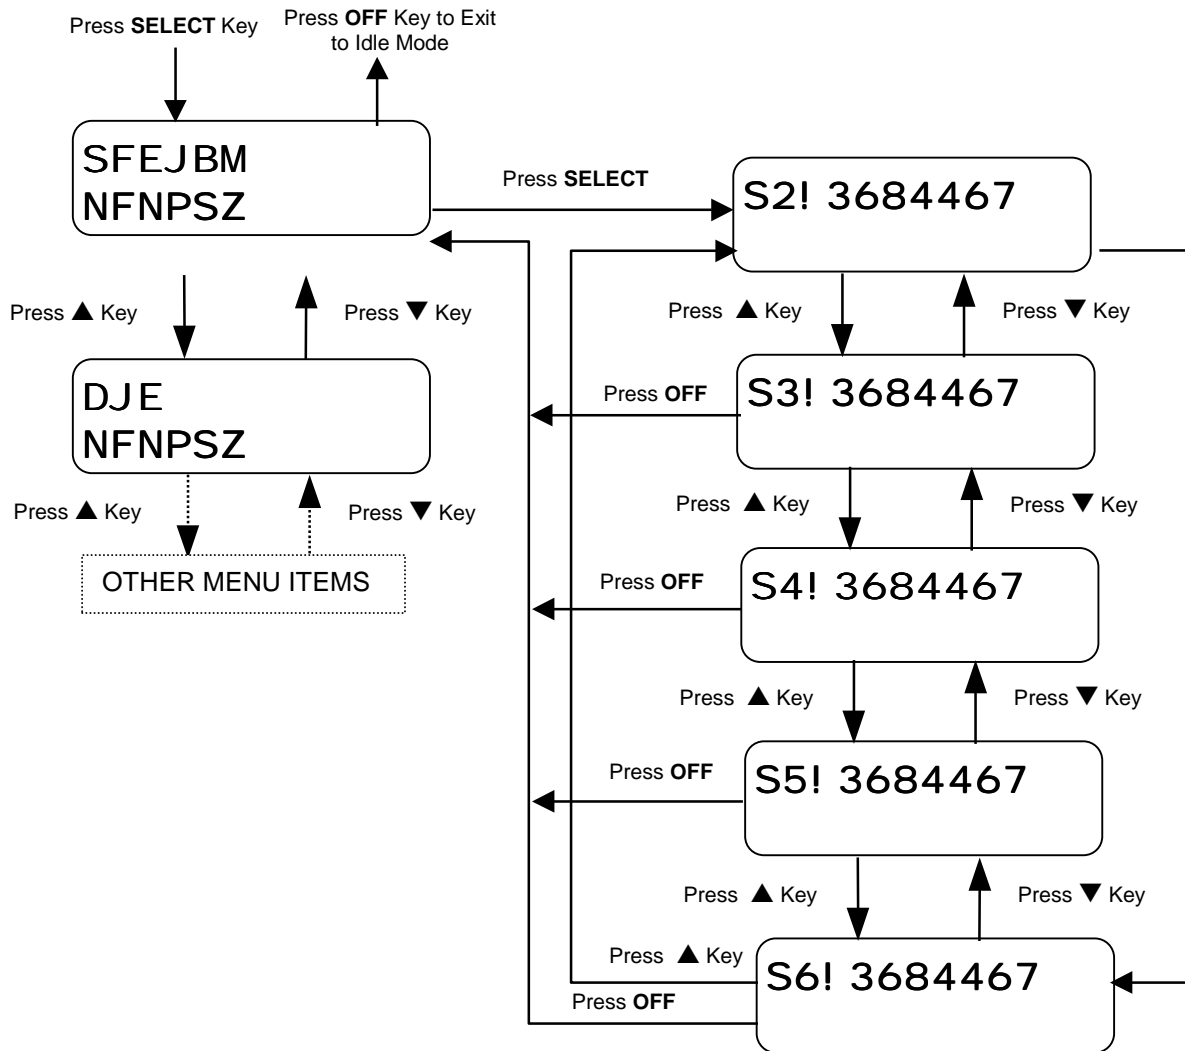 Press SELECT Key
Press OFF Key to Exit
to Idle Mode
SFEJBM
NFNPSZ
Press SELECT
S2! 3684467
Press ▲ Key
Press ▼ Key
Press ▲ Key
Press ▼ Key
DJE
NFNPSZ
Press OFF
S3! 3684467
Press ▲ Key
Press ▼ Key
Press ▲ Key
Press ▼ Key
OTHER MENU ITEMS
Press OFF
S4! 3684467
Press ▲ Key
Press ▼ Key
Press OFF
S5! 3684467
Press ▲ Key
Press ▼ Key
Press ▲ Key
S6! 3684467
Press OFF